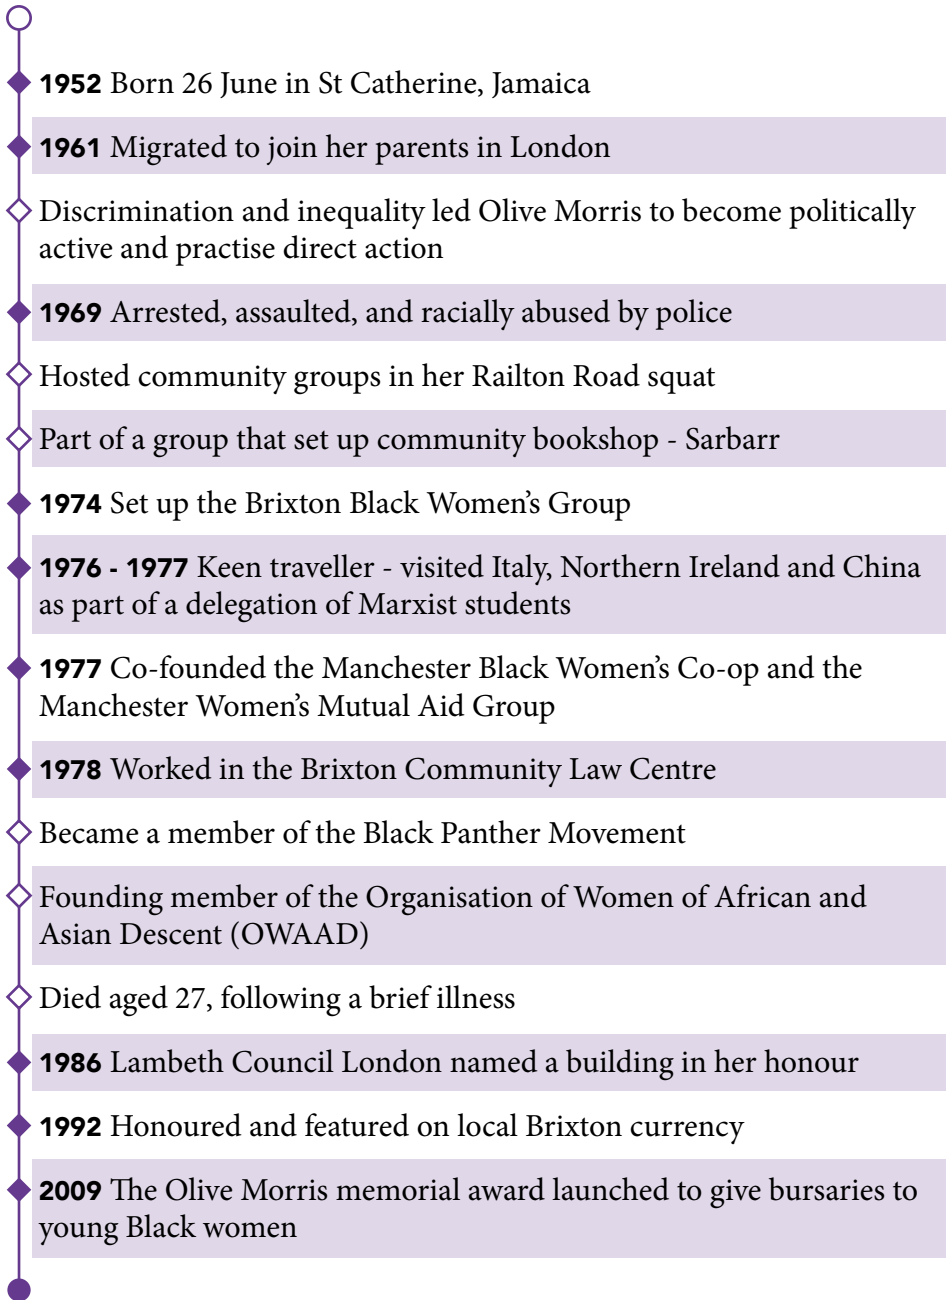 1952 Born 26 June in St Catherine, Jamaica
1961 Migrated to join her parents in London
Discrimination and inequality led Olive Morris to become politically
active and practise direct action
1969 Arrested, assaulted, and racially abused by police
Hosted community groups in her Railton Road squat
Part of a group that set up community bookshop - Sarbarr
1974 Set up the Brixton Black Women's Group
1976 - 1977 Keen traveller - visited Italy, Northern Ireland and China
as part of a delegation of Marxist students
1977 Co-founded the Manchester Black Women's Co-op and the
Manchester Women's Mutual Aid Group
1978 Worked in the Brixton Community Law Centre
Became a member of the Black Panther Movement
Founding member of the Organisation of Women of African and
Asian Descent (OWAAD)
Died aged 27, following a brief illness
1986 Lambeth Council London named a building in her honour
1992 Honoured and featured on local Brixton currency
2009 The Olive Morris memorial award launched to give bursaries to
young Black women